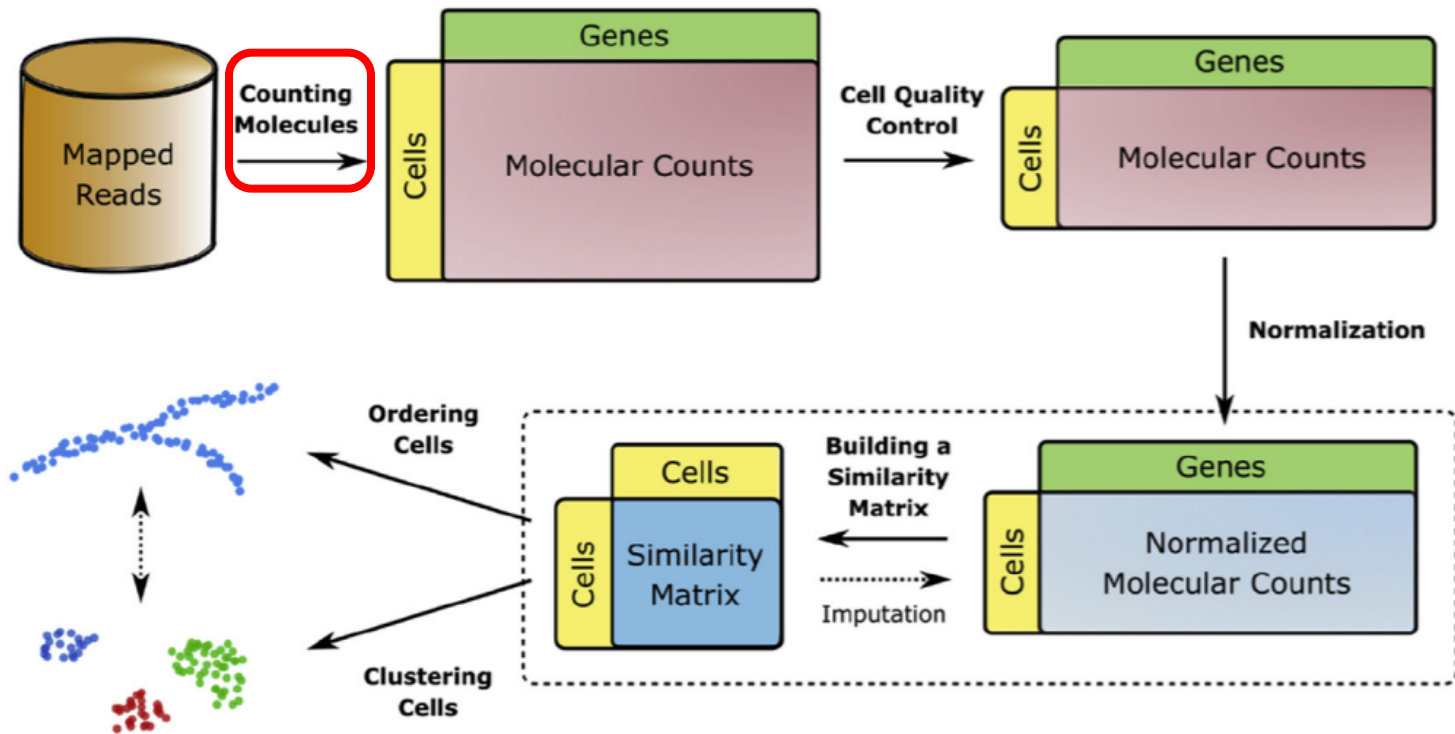 Mapped
Reads
Counting
Molecules
Genes
Cells
Molecular Counts
Cell Quality
Control
Genes
Cells
Molecular Counts
Normalization
Genes
Cells
Normalized
Molecular Counts
Building a
Similarity
Matrix
Imputation
Cells
Cells
Similarity
Matrix
Ordering
Cells
Clustering
Cells